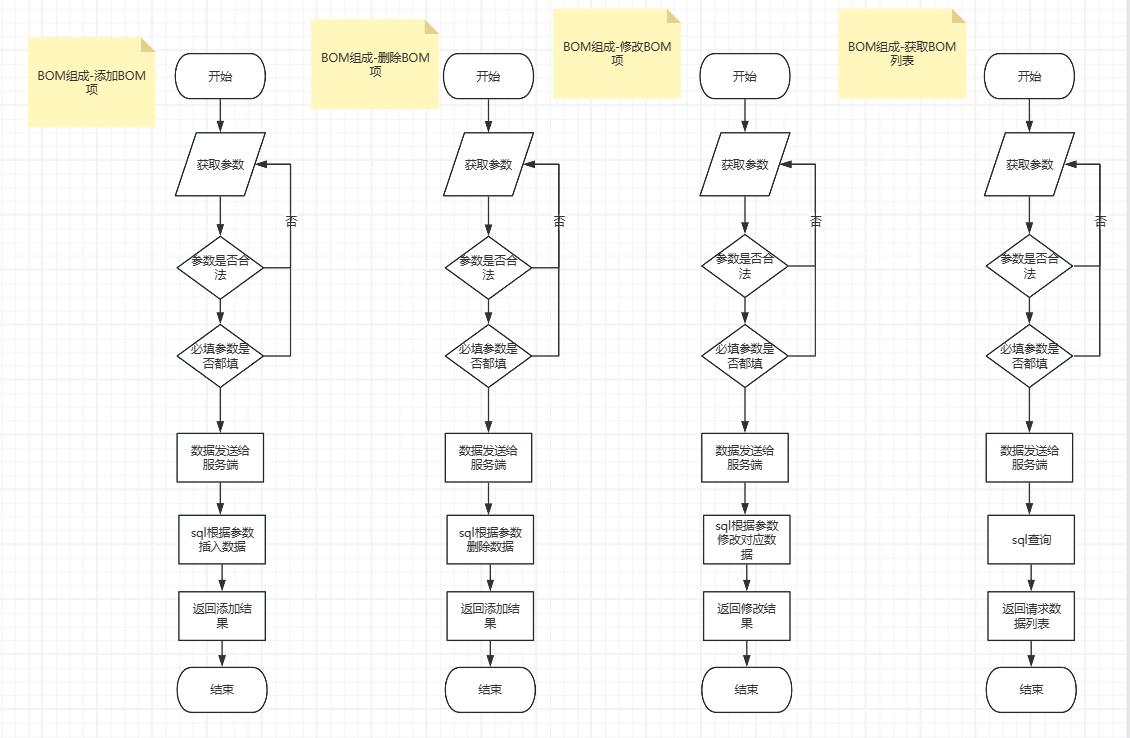 BOM组成-添加BOM
项
开始
获取参数
否
参数是否合
法
必填参数是
否都填
数据发送给
服务端
sql根据参数
插入数据
返回添加结
果
结束
BOM组成-删除BOM
项
开始
获取参数
否
参数是否合
法
必填参数是
否都填
数据发送给
服务端
sql根据参数
删除数据
返回添加结
果
结束
BOM组成-修改BOM
项
开始
获取参数
否
参数是否合
法
必填参数是
否都填
数据发送给
服务端
sql根据参数
修改对应数
据
返回修改结
果
结束
BOM组成-获取BOM
列表
开始
获取参数
否
参数是否合
法
必填参数是
否都填
数据发送给
服务端
sql查询
返回请求数
据列表
结束